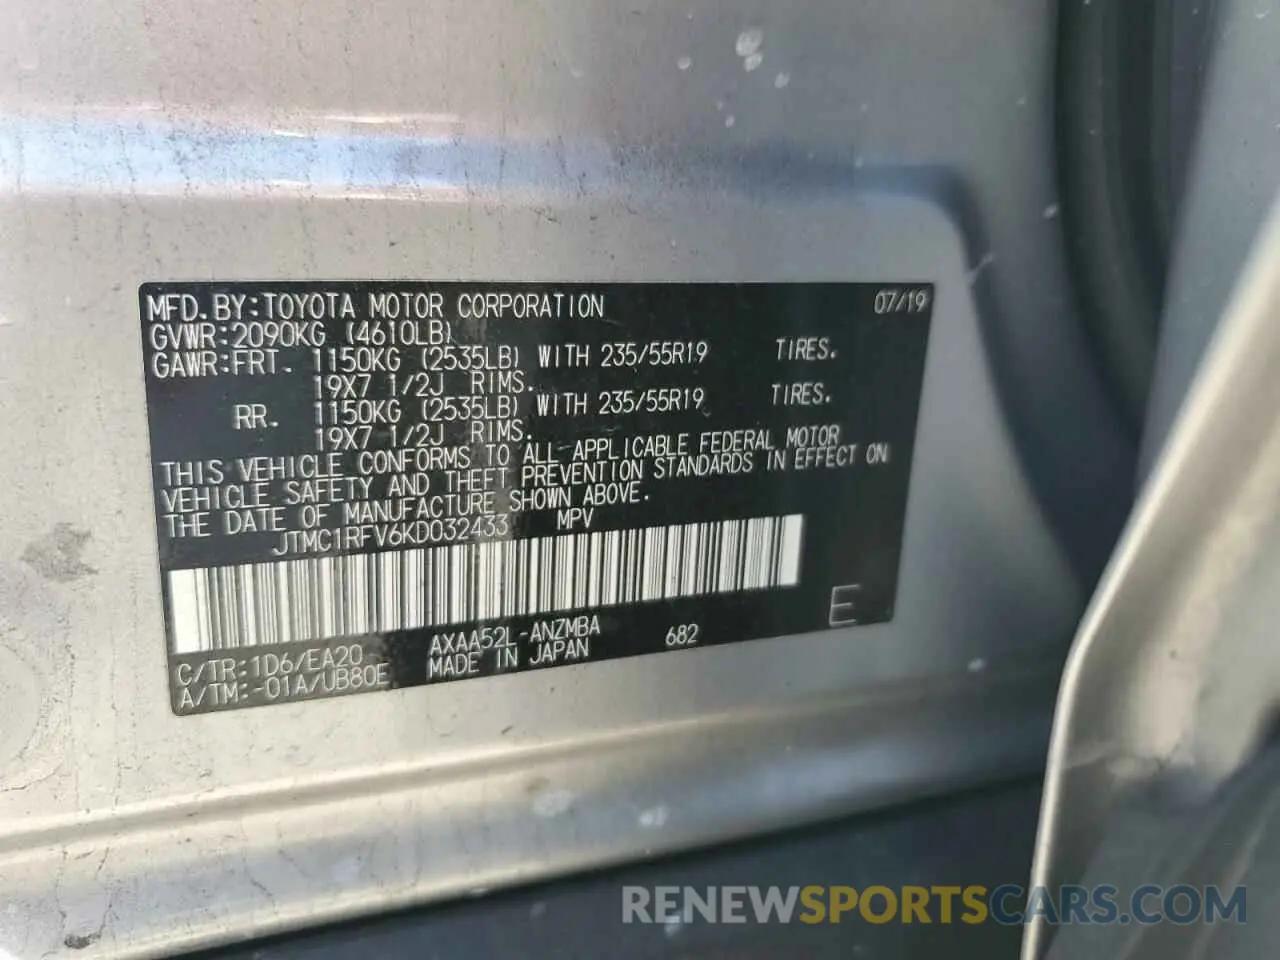 MFD.BY:TOYOTA MOTOR CORPORATION 07/19
GVWR:2090KG (4610LB)
GAWR:FRT. 1150KG (2535LB) WITH 235/55R19 TIRES.
19X7 1/2J RIMS.
RR. 1150KG (2535LB) WITH 235/55R19 TIRES.
19X7 1/2J RIMS.
THIS VEHICLE CONFORMS TO ALL APPLICABLE FEDERAL MOTOR
VEHICLE SAFETY AND THEFT PREVENTION STANDARDS IN EFFECT ON
THE DATE OF MANUFACTURE SHOWN ABOVE.
JTMC1RFV6KD032433 MPV
E
C/TR:1D6/EA20 AXAA52L-ANZMBA 682
A/TM:-01A/UB80E MADE IN JAPAN
RENEWSPORTSCARS.COM